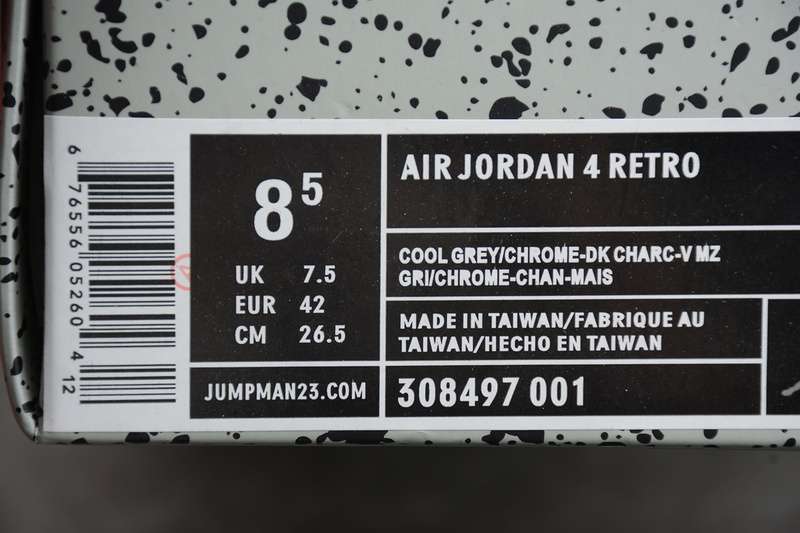 6 76556 05260 4 12
8 5
UK 7.5
EUR 42
CM 26.5
JUMPMAN23.COM
AIR JORDAN 4 RETRO
COOL GREY/CHROME-DK CHARC-V MZ
GRI/CHROME-CHAN-MAIS
MADE IN TAIWAN/FABRIQUE AU
TAIWAN/HECHO EN TAIWAN
308497 001